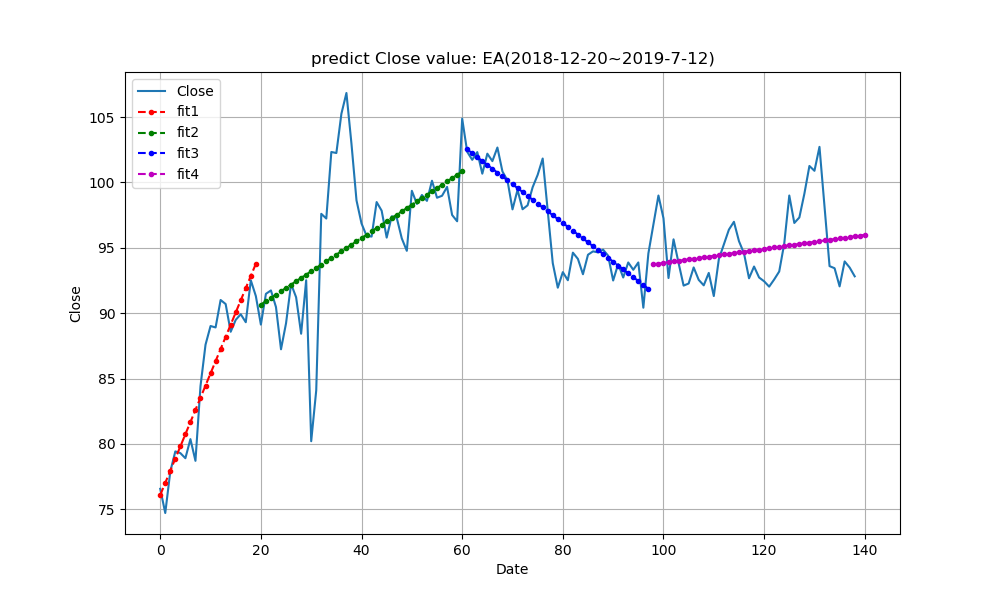 predict Close value: EA(2018-12-20~2019-7-12)
Close
fit1
fit2
fit3
fit4
105
100
95
90
85
80
75
Close
0 20 40 60 80 100 120 140
Date